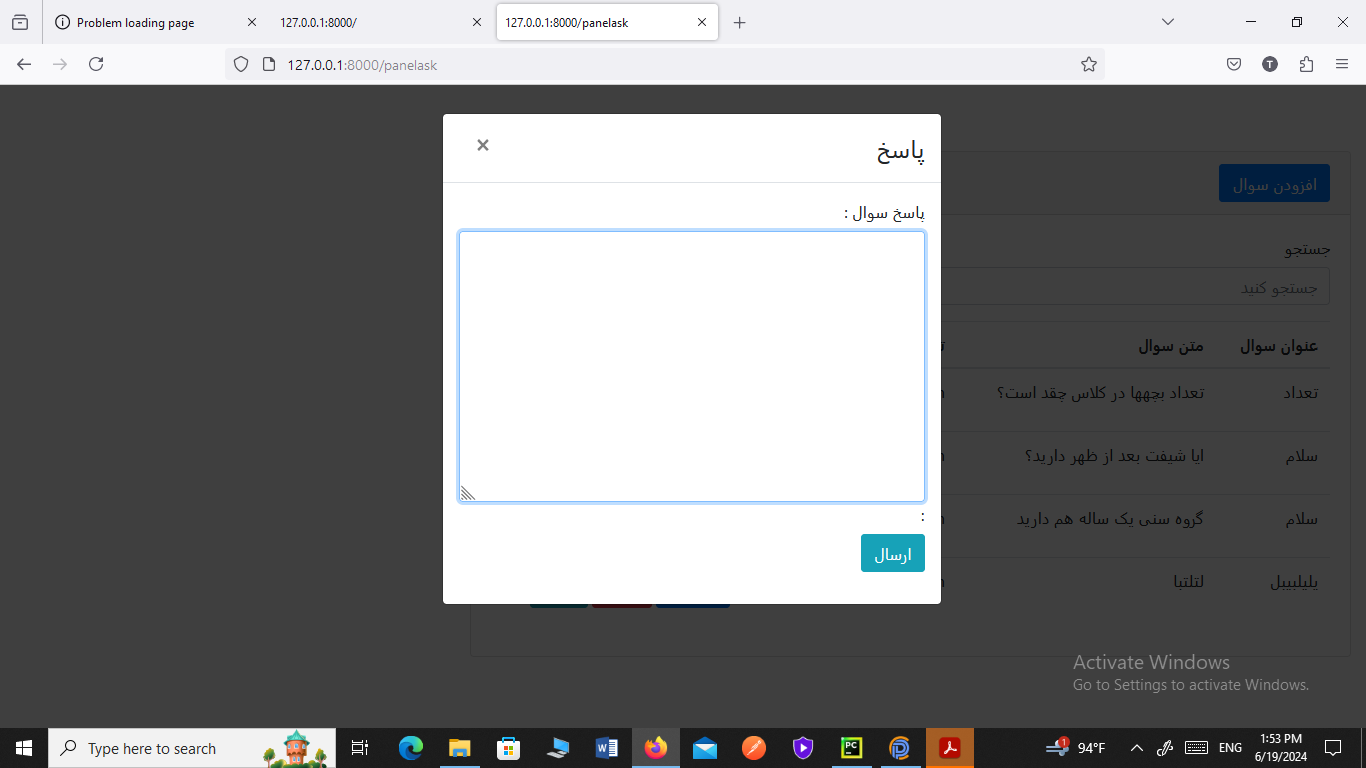 Problem loading page
127.0.0.1:8000/
127.0.0.1:8000/panelask
127.0.0.1:8000/panelask
T
پاسخ
×
افزودن سوال
پاسخ سوال :
جستجو
جستجو کنید
عنوان سوال
متن سوال
تعداد
تعداد بچهها در کلاس چقد است؟
سلام
ایا شیفت بعد از ظهر دارید؟
سلام
گروه سنی یک ساله هم دارید
:
ارسال
یلیلبیبل
لتلتبا
Activate Windows
Go to Settings to activate Windows.
Type here to search
W
PC
1
94°F
ENG
1:53 PM
6/19/2024